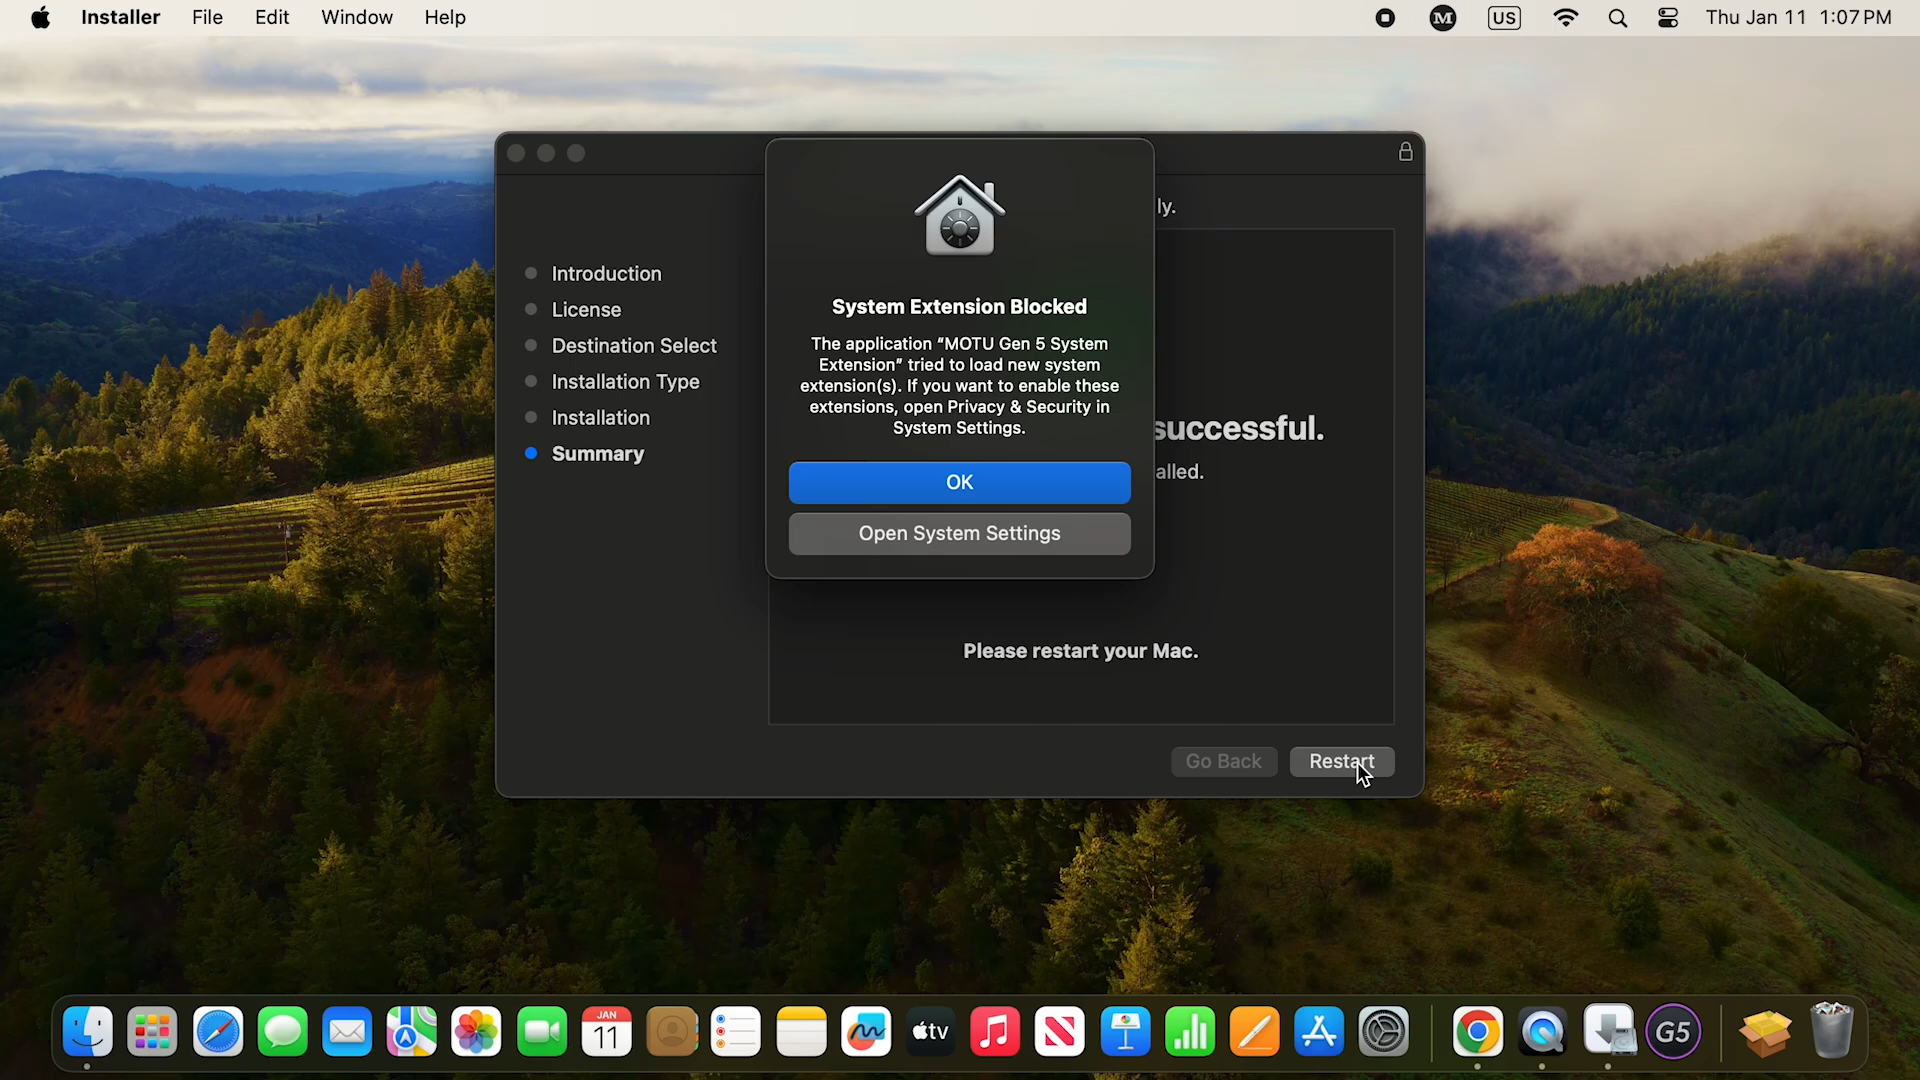 Installer File Edit Window Help M US Thu Jan 11 1:07 PM
ly.
Introduction
License
Destination Select
Installation Type
Installation
Summary
System Extension Blocked
The application “MOTU Gen 5 System
Extension” tried to load new system
extension(s). If you want to enable these
extensions, open Privacy & Security in
System Settings.
OK
Open System Settings
successful.
alled.
Please restart your Mac.
Go Back Restart
JAN
11
tv
G5